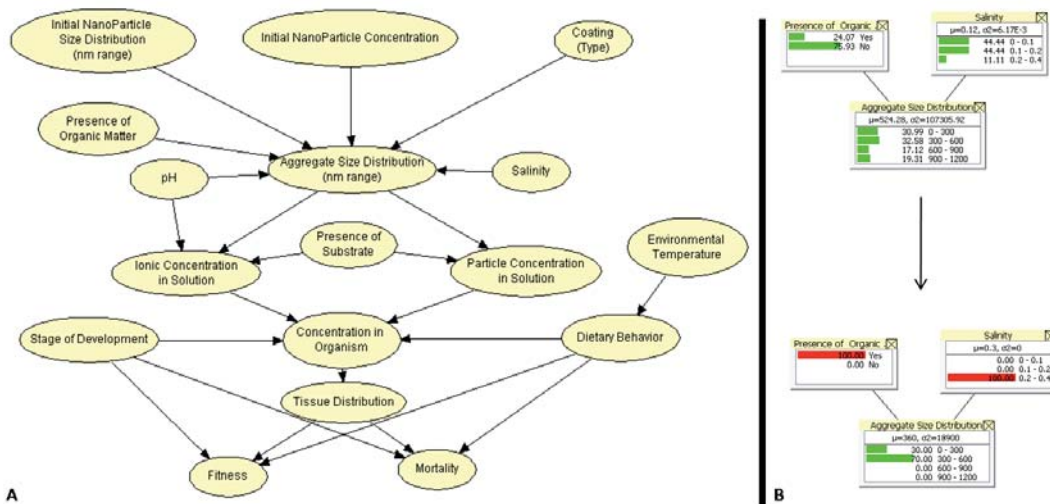 Initial NanoParticle
Size Distribution
(nm range)
Initial NanoParticle Concentration
Coating
(Type)
Presence of
Organic Matter
Aggregate Size Distribution
(nm range)
pH
Salinity
Presence of
Substrate
Environmental
Temperature
Ionic Concentration
in Solution
Particle Concentration
in Solution
Stage of Development
Concentration in
Organism
Dietary Behavior
Tissue Distribution
Fitness
Mortality
A
Presence of Organic
24.07 Yes
75.93 No
Salinity
μ=0.12, σ2=6.17E-3
44.44 0 - 0.1
44.44 0.1 - 0.2
11.11 0.2 - 0.4
Aggregate Size Distribution
μ=524.28, σ2=107305.92
30.99 0 - 300
32.58 300 - 600
17.12 600 - 900
19.31 900 - 1200
Presence of Organic
100.00 Yes
0.00 No
Salinity
μ=0.3, σ2=0
0.00 0 - 0.1
0.00 0.1 - 0.2
100.00 0.2 - 0.4
Aggregate Size Distribution
μ=360, σ2=18900
30.00 0 - 300
70.00 300 - 600
0.00 600 - 900
0.00 900 - 1200
B